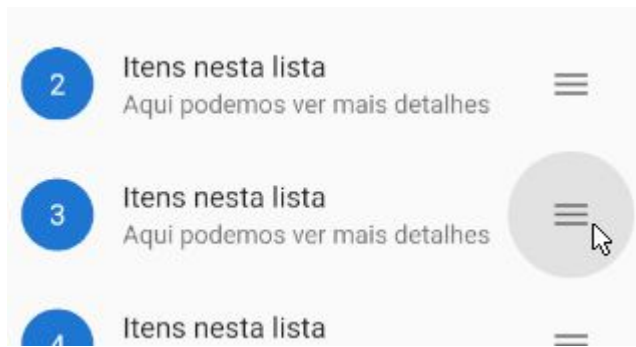 2
Itens nesta lista
Aqui podemos ver mais detalhes
3
Itens nesta lista
Aqui podemos ver mais detalhes
4
Itens nesta lista